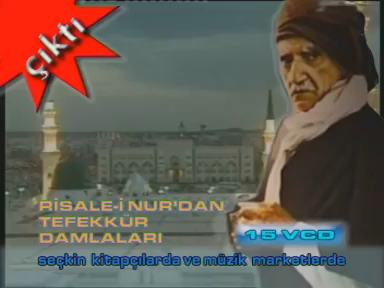 çıktı
RİSALE-İ NUR'DAN
TEFEKKÜR
DAMLALARI
15 VCD
seçkin kitapçılarda ve müzik marketlerde